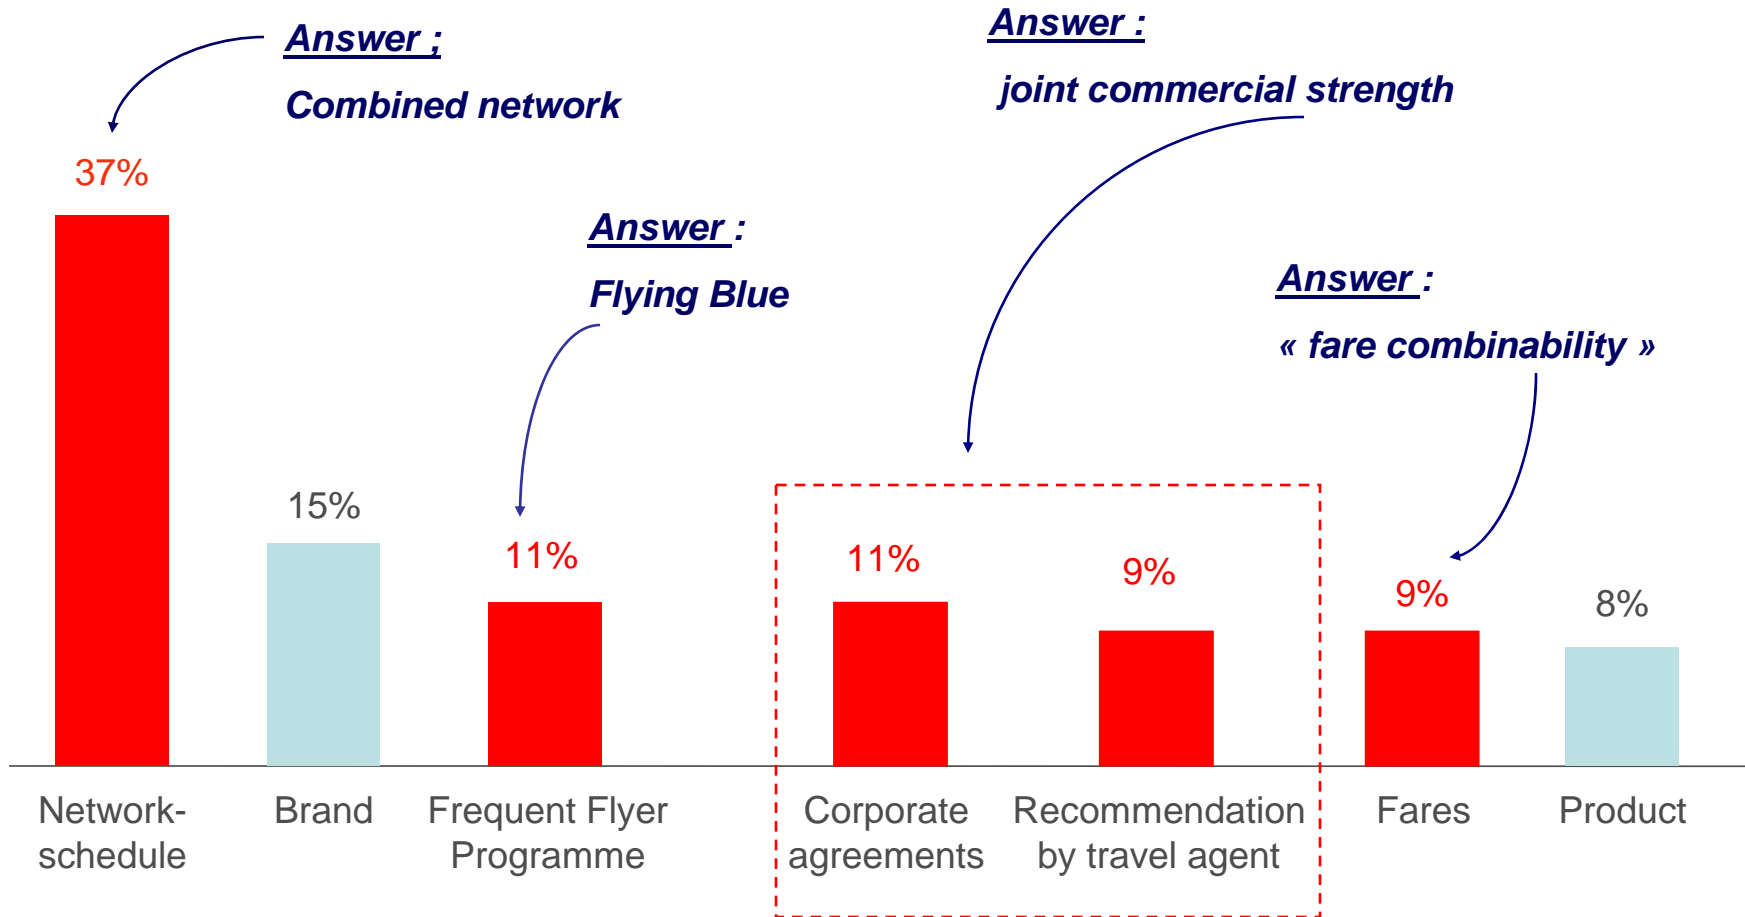 Answer ;
Combined network
Answer :
joint commercial strength
Answer :
Flying Blue
Answer :
« fare combinability »
37%
15%
11%
11%
9%
9%
8%
Network-
schedule
Brand
Frequent Flyer
Programme
Corporate
agreements
Recommendation
by travel agent
Fares
Product